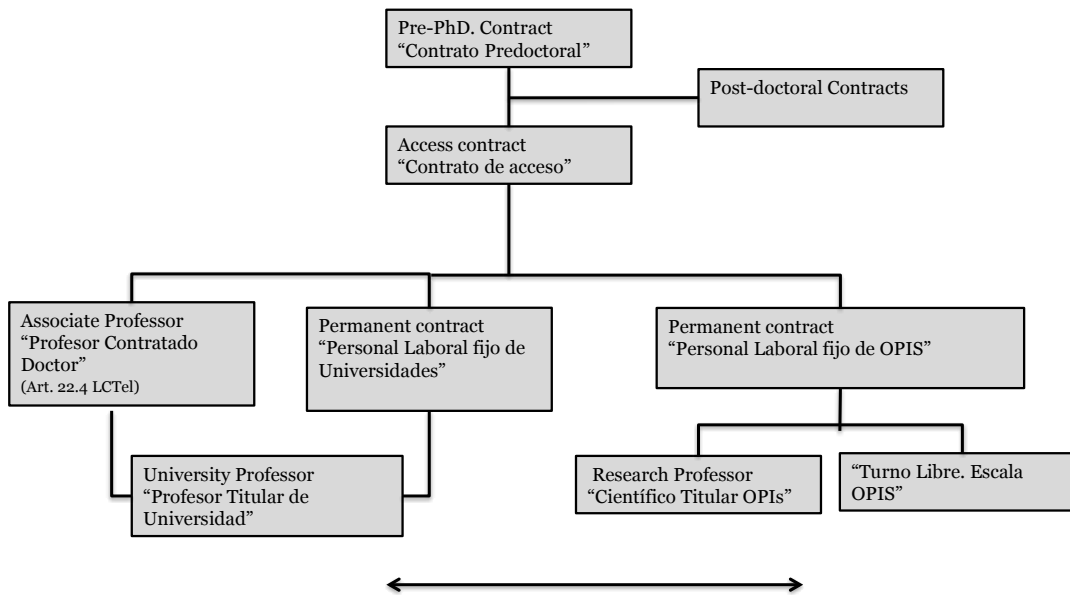 Pre-PhD. Contract
“Contrato Predoctoral”
Post-doctoral Contracts
Access contract
“Contrato de acceso”
Associate Professor
“Profesor Contratado
Doctor”
(Art. 22.4 LCTel)
Permanent contract
“Personal Laboral fijo de
Universidades”
Permanent contract
“Personal Laboral fijo de OPIS”
University Professor
“Profesor Titular de
Universidad”
Research Professor
“Científico Titular OPIs”
“Turno Libre. Escala
OPIS”